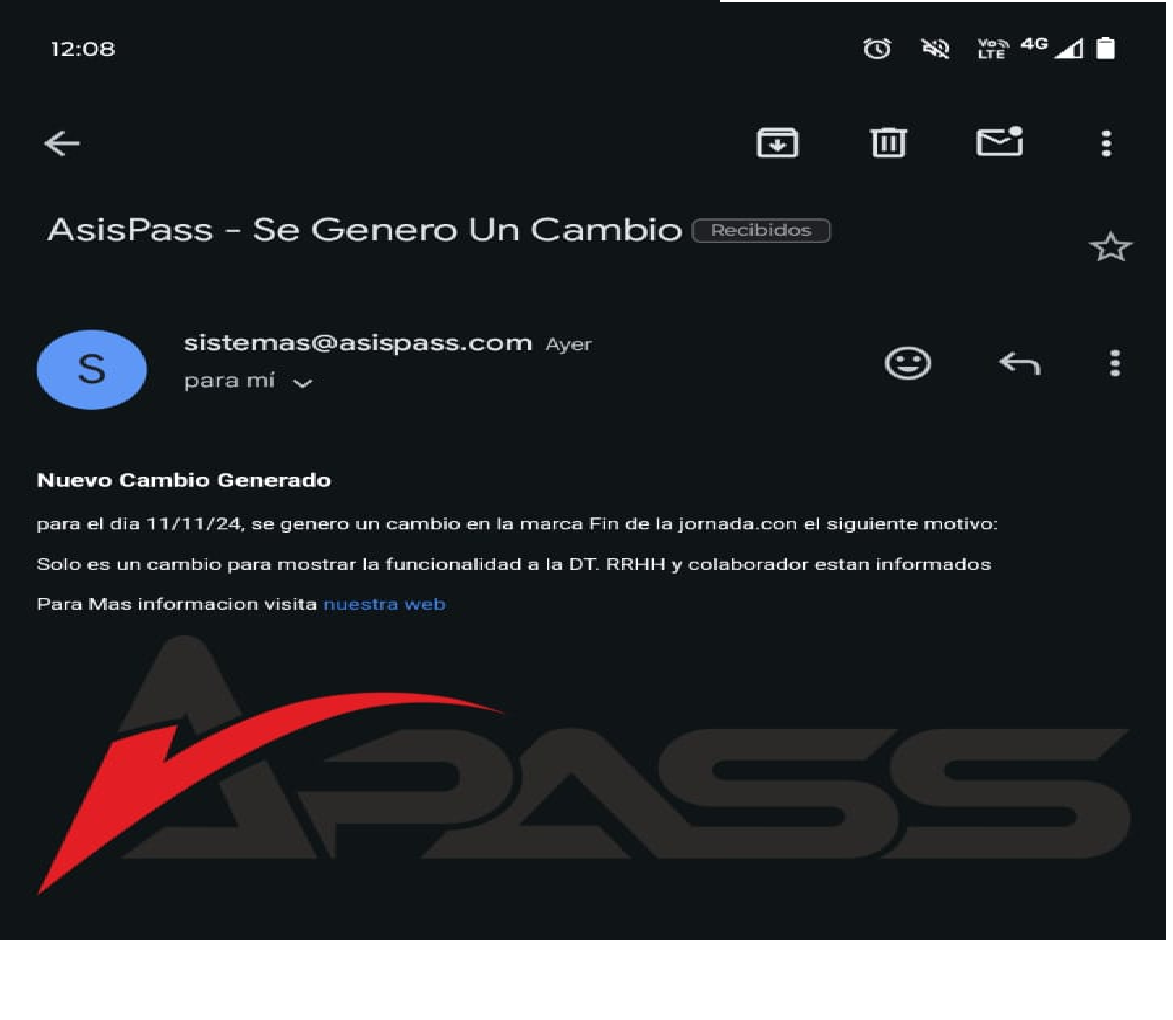 12:08
Vo LTE 4G
AsisPass - Se Genero Un Cambio Recibidos
S
sistemas@asispass.com Ayer
para mí
Nuevo Cambio Generado
para el dia 11/11/24, se genero un cambio en la marca Fin de la jornada.con el siguiente motivo:
Solo es un cambio para mostrar la funcionalidad a la DT. RRHH y colaborador estan informados
Para Mas informacion visita nuestra web
APASS